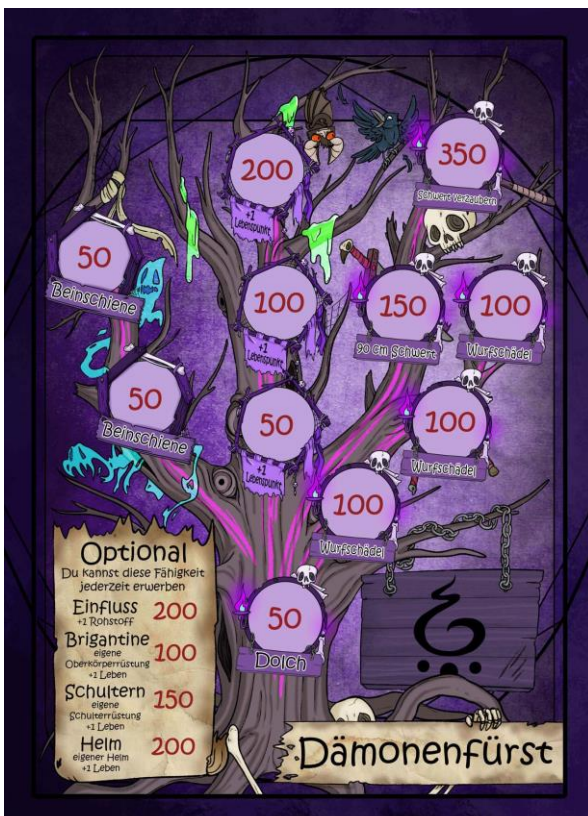 200
+1
Lebenspunkt
350
Schwert verzaubern
50
Beinschiene
100
+1
Lebenspunkt
150
90 cm Schwert
100
Wurfschädel
50
Beinschiene
50
+1
Lebenspunkt
100
Wurfschädel
100
Wurfschädel
50
Dolch
Optional
Du kannst diese Fähigkeit
jederzeit erwerben
Einfluss 200
+1 Rohstoff
Brigantine 100
eigene
Oberkörperrüstung
+1 Leben
Schultern 150
eigene
Schulterrüstung
+1 Leben
Helm 200
eigener Helm
+1 Leben
Dämonenfürst